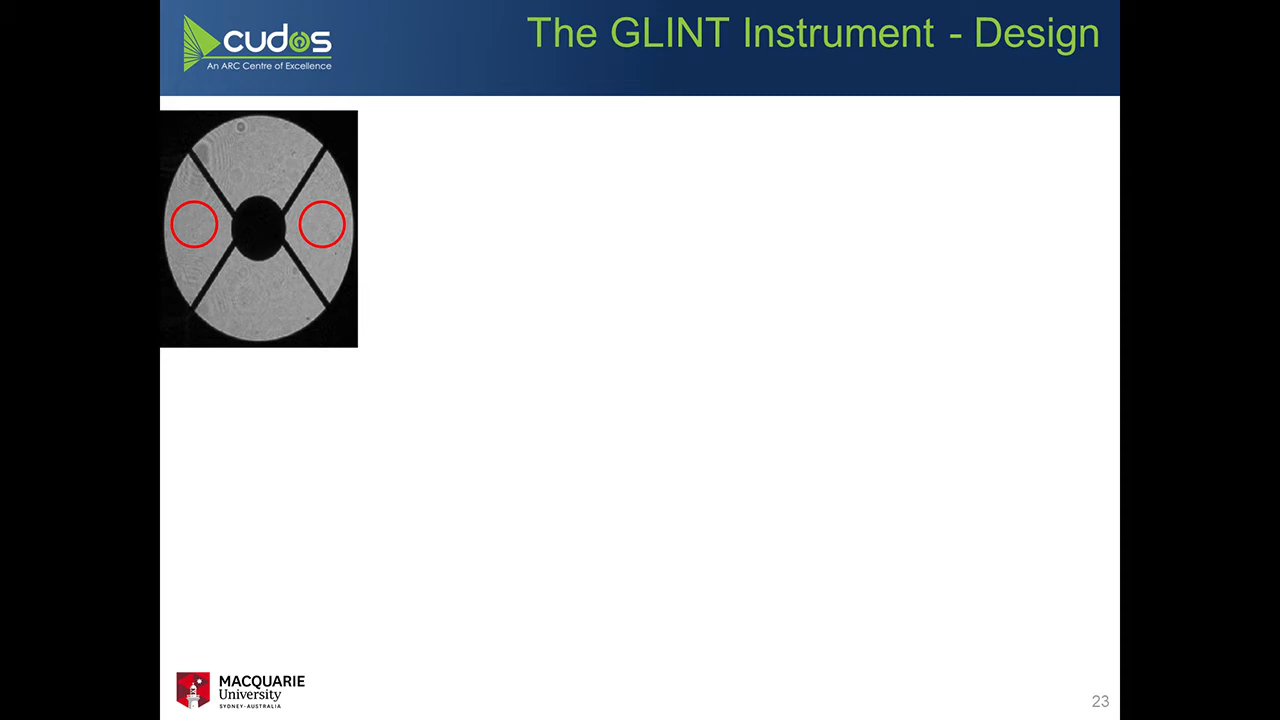 cudos
An ARC Centre of Excellence
The GLINT Instrument - Design
MACQUARIE
University
SYDNEY-AUSTRALIA
23